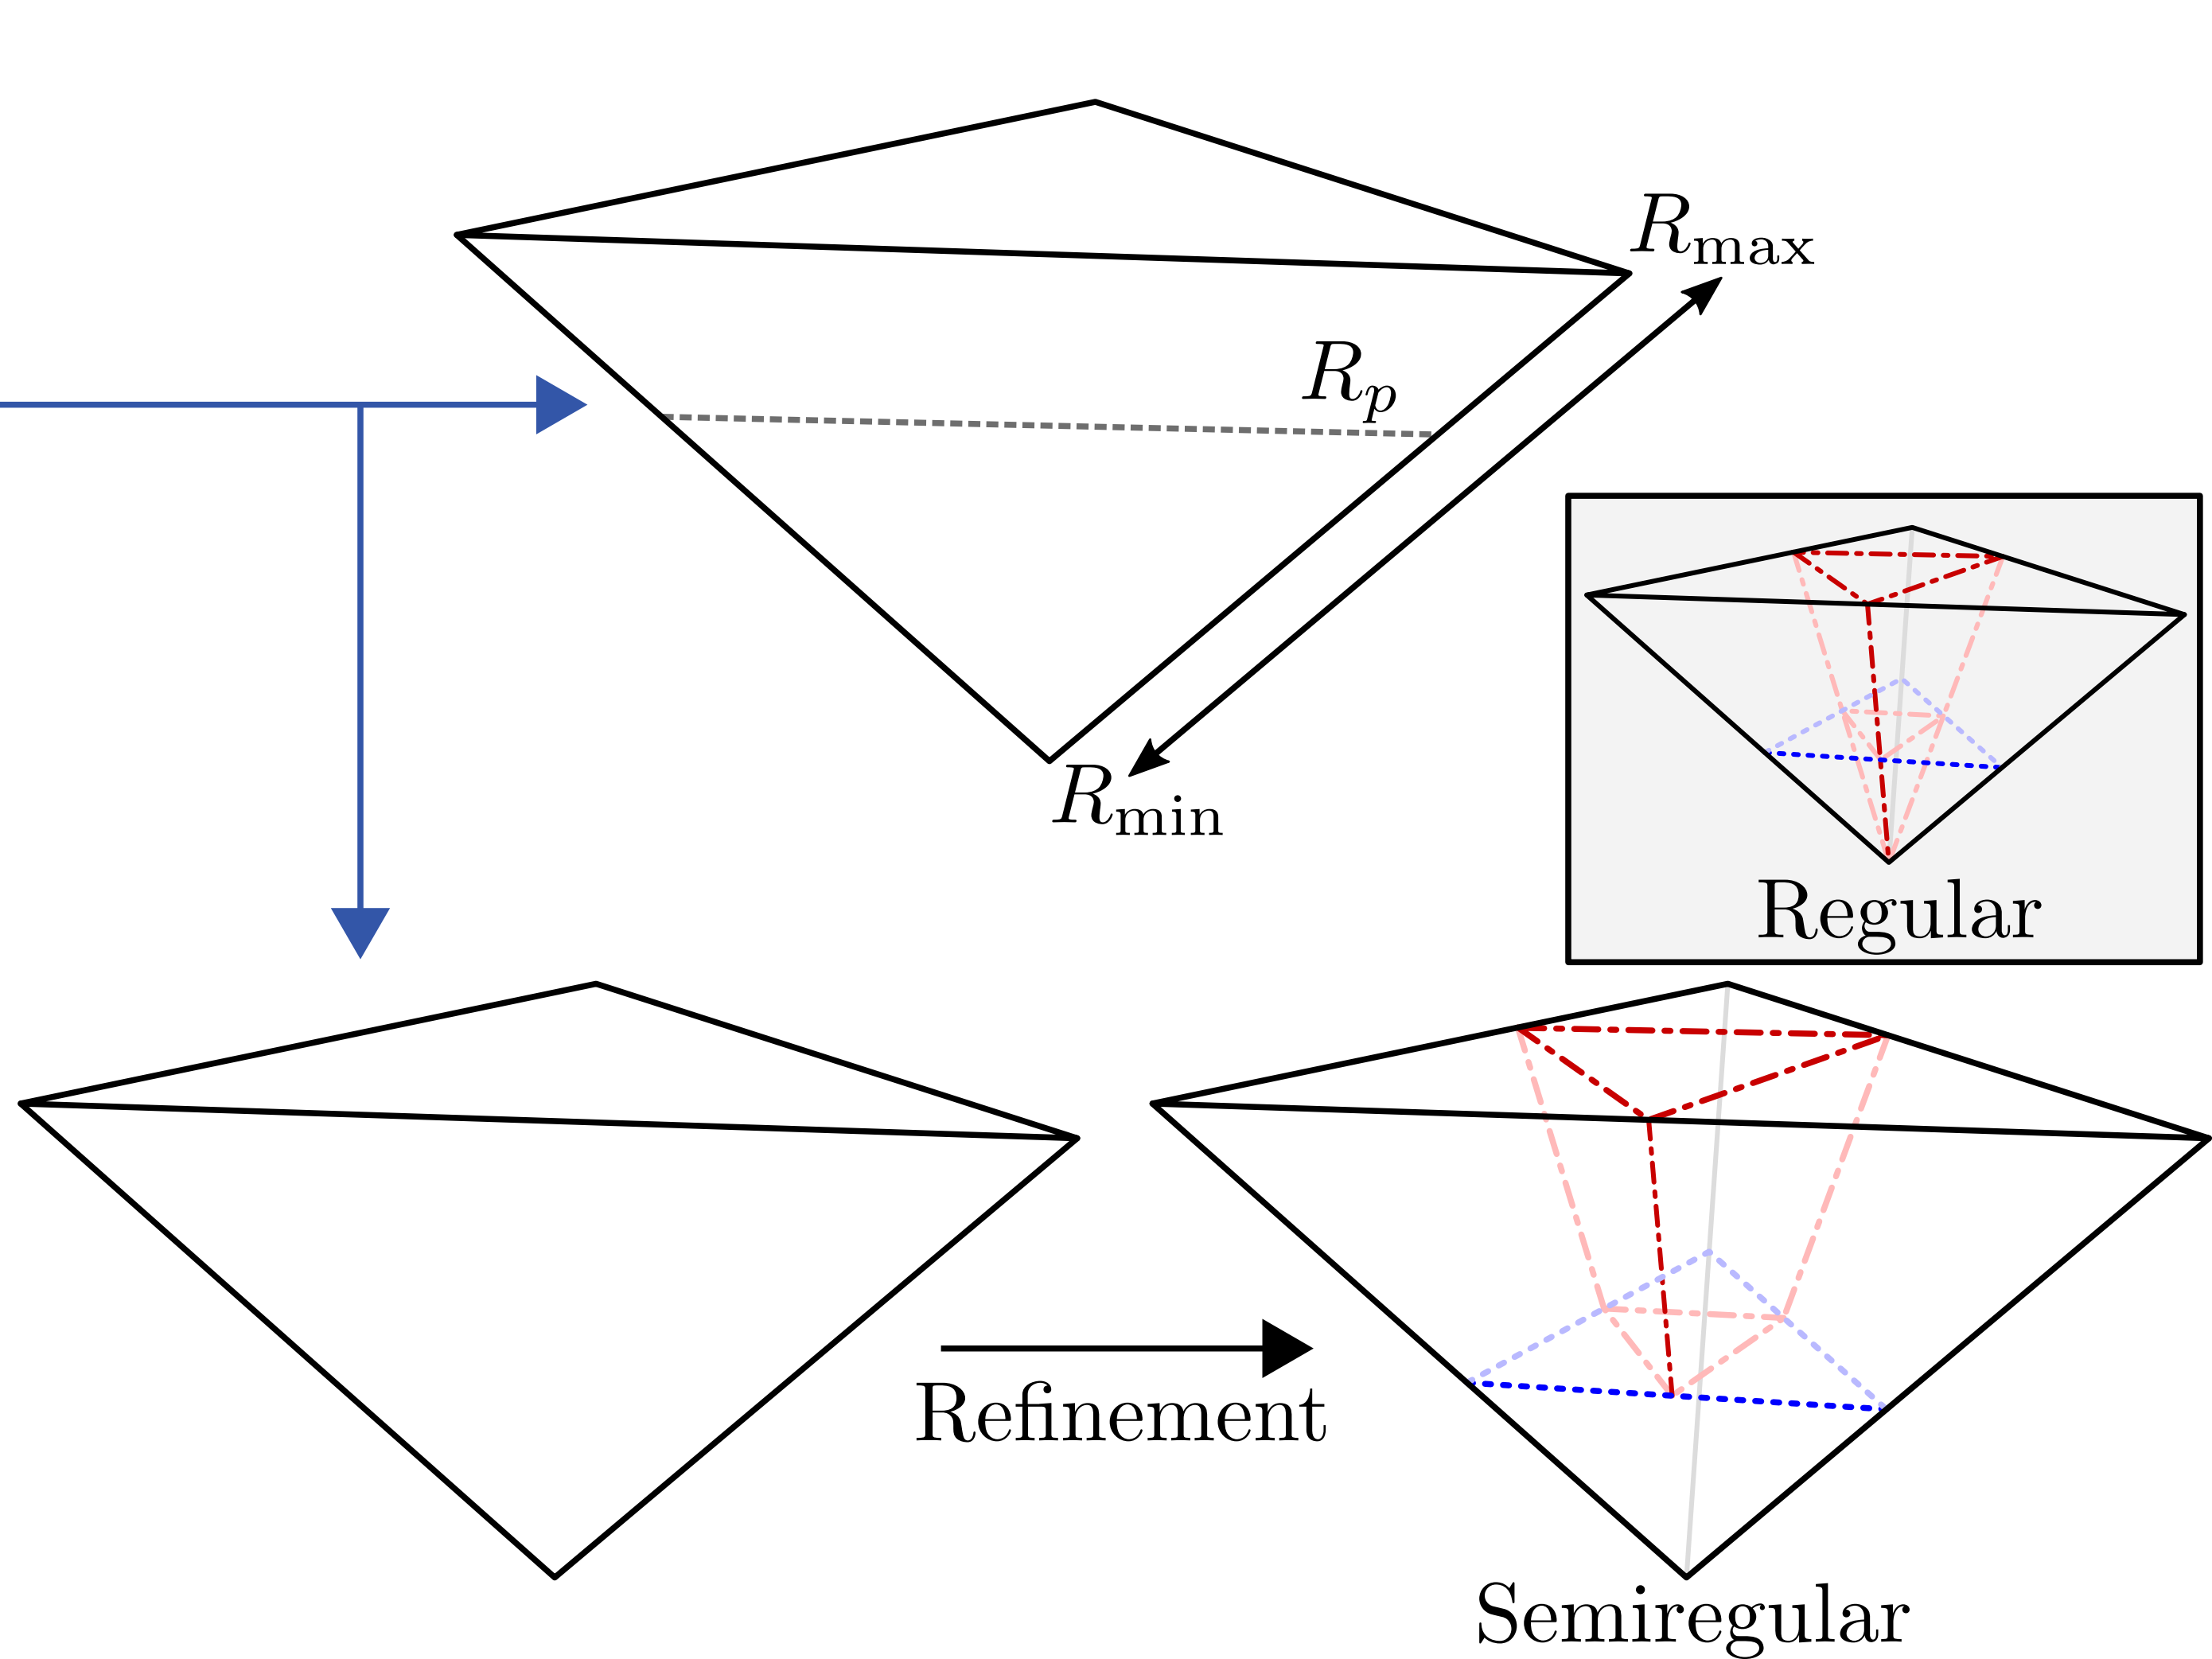 R_max
R_p
R_min
Regular
Refinement
Semiregular